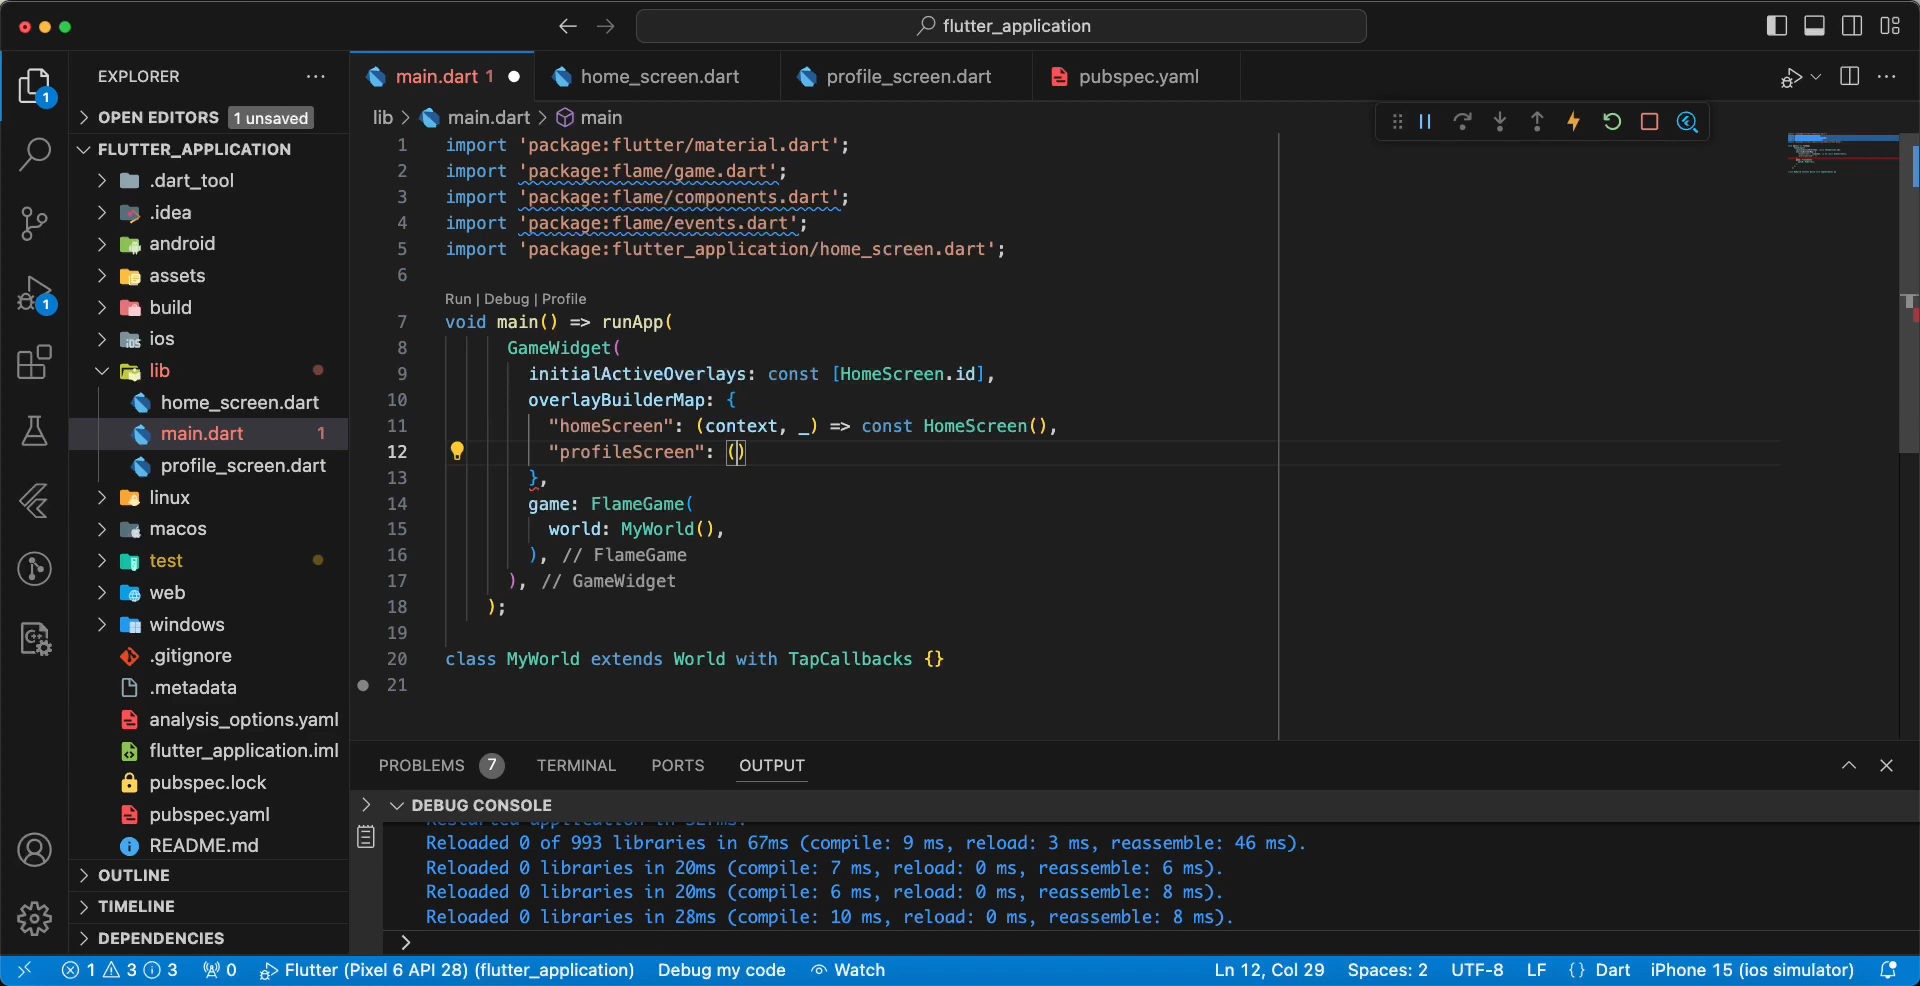 flutter_application
EXPLORER
OPEN EDITORS 1 unsaved
FLUTTER_APPLICATION
.dart_tool
.idea
android
assets
build
ios
lib
home_screen.dart
main.dart 1
profile_screen.dart
linux
macos
test
web
windows
.gitignore
.metadata
analysis_options.yaml
flutter_application.iml
pubspec.lock
pubspec.yaml
README.md
OUTLINE
TIMELINE
DEPENDENCIES
1
1
main.dart 1
home_screen.dart
profile_screen.dart
pubspec.yaml
lib > main.dart > main
1 import 'package:flutter/material.dart';
2 import 'package:flame/game.dart';
3 import 'package:flame/components.dart';
4 import 'package:flame/events.dart';
5 import 'package:flutter_application/home_screen.dart';
6
Run | Debug | Profile
7 void main() => runApp(
8 GameWidget(
9 initialActiveOverlays: const [HomeScreen.id],
10 overlayBuilderMap: {
11 "homeScreen": (context, _) => const HomeScreen(),
12 "profileScreen": ()
13 },
14 game: FlameGame(
15 world: MyWorld(),
16 ), // FlameGame
17 ), // GameWidget
18 );
19
20 class MyWorld extends World with TapCallbacks {}
21
PROBLEMS 7 TERMINAL PORTS OUTPUT
DEBUG CONSOLE
Reloaded 0 of 993 libraries in 67ms (compile: 9 ms, reload: 3 ms, reassemble: 46 ms).
Reloaded 0 libraries in 20ms (compile: 7 ms, reload: 0 ms, reassemble: 6 ms).
Reloaded 0 libraries in 20ms (compile: 6 ms, reload: 0 ms, reassemble: 8 ms).
Reloaded 0 libraries in 28ms (compile: 10 ms, reload: 0 ms, reassemble: 8 ms).
>
1 3 3 0 Flutter (Pixel 6 API 28) (flutter_application) Debug my code Watch Ln 12, Col 29 Spaces: 2 UTF-8 LF {} Dart iPhone 15 (ios simulator)